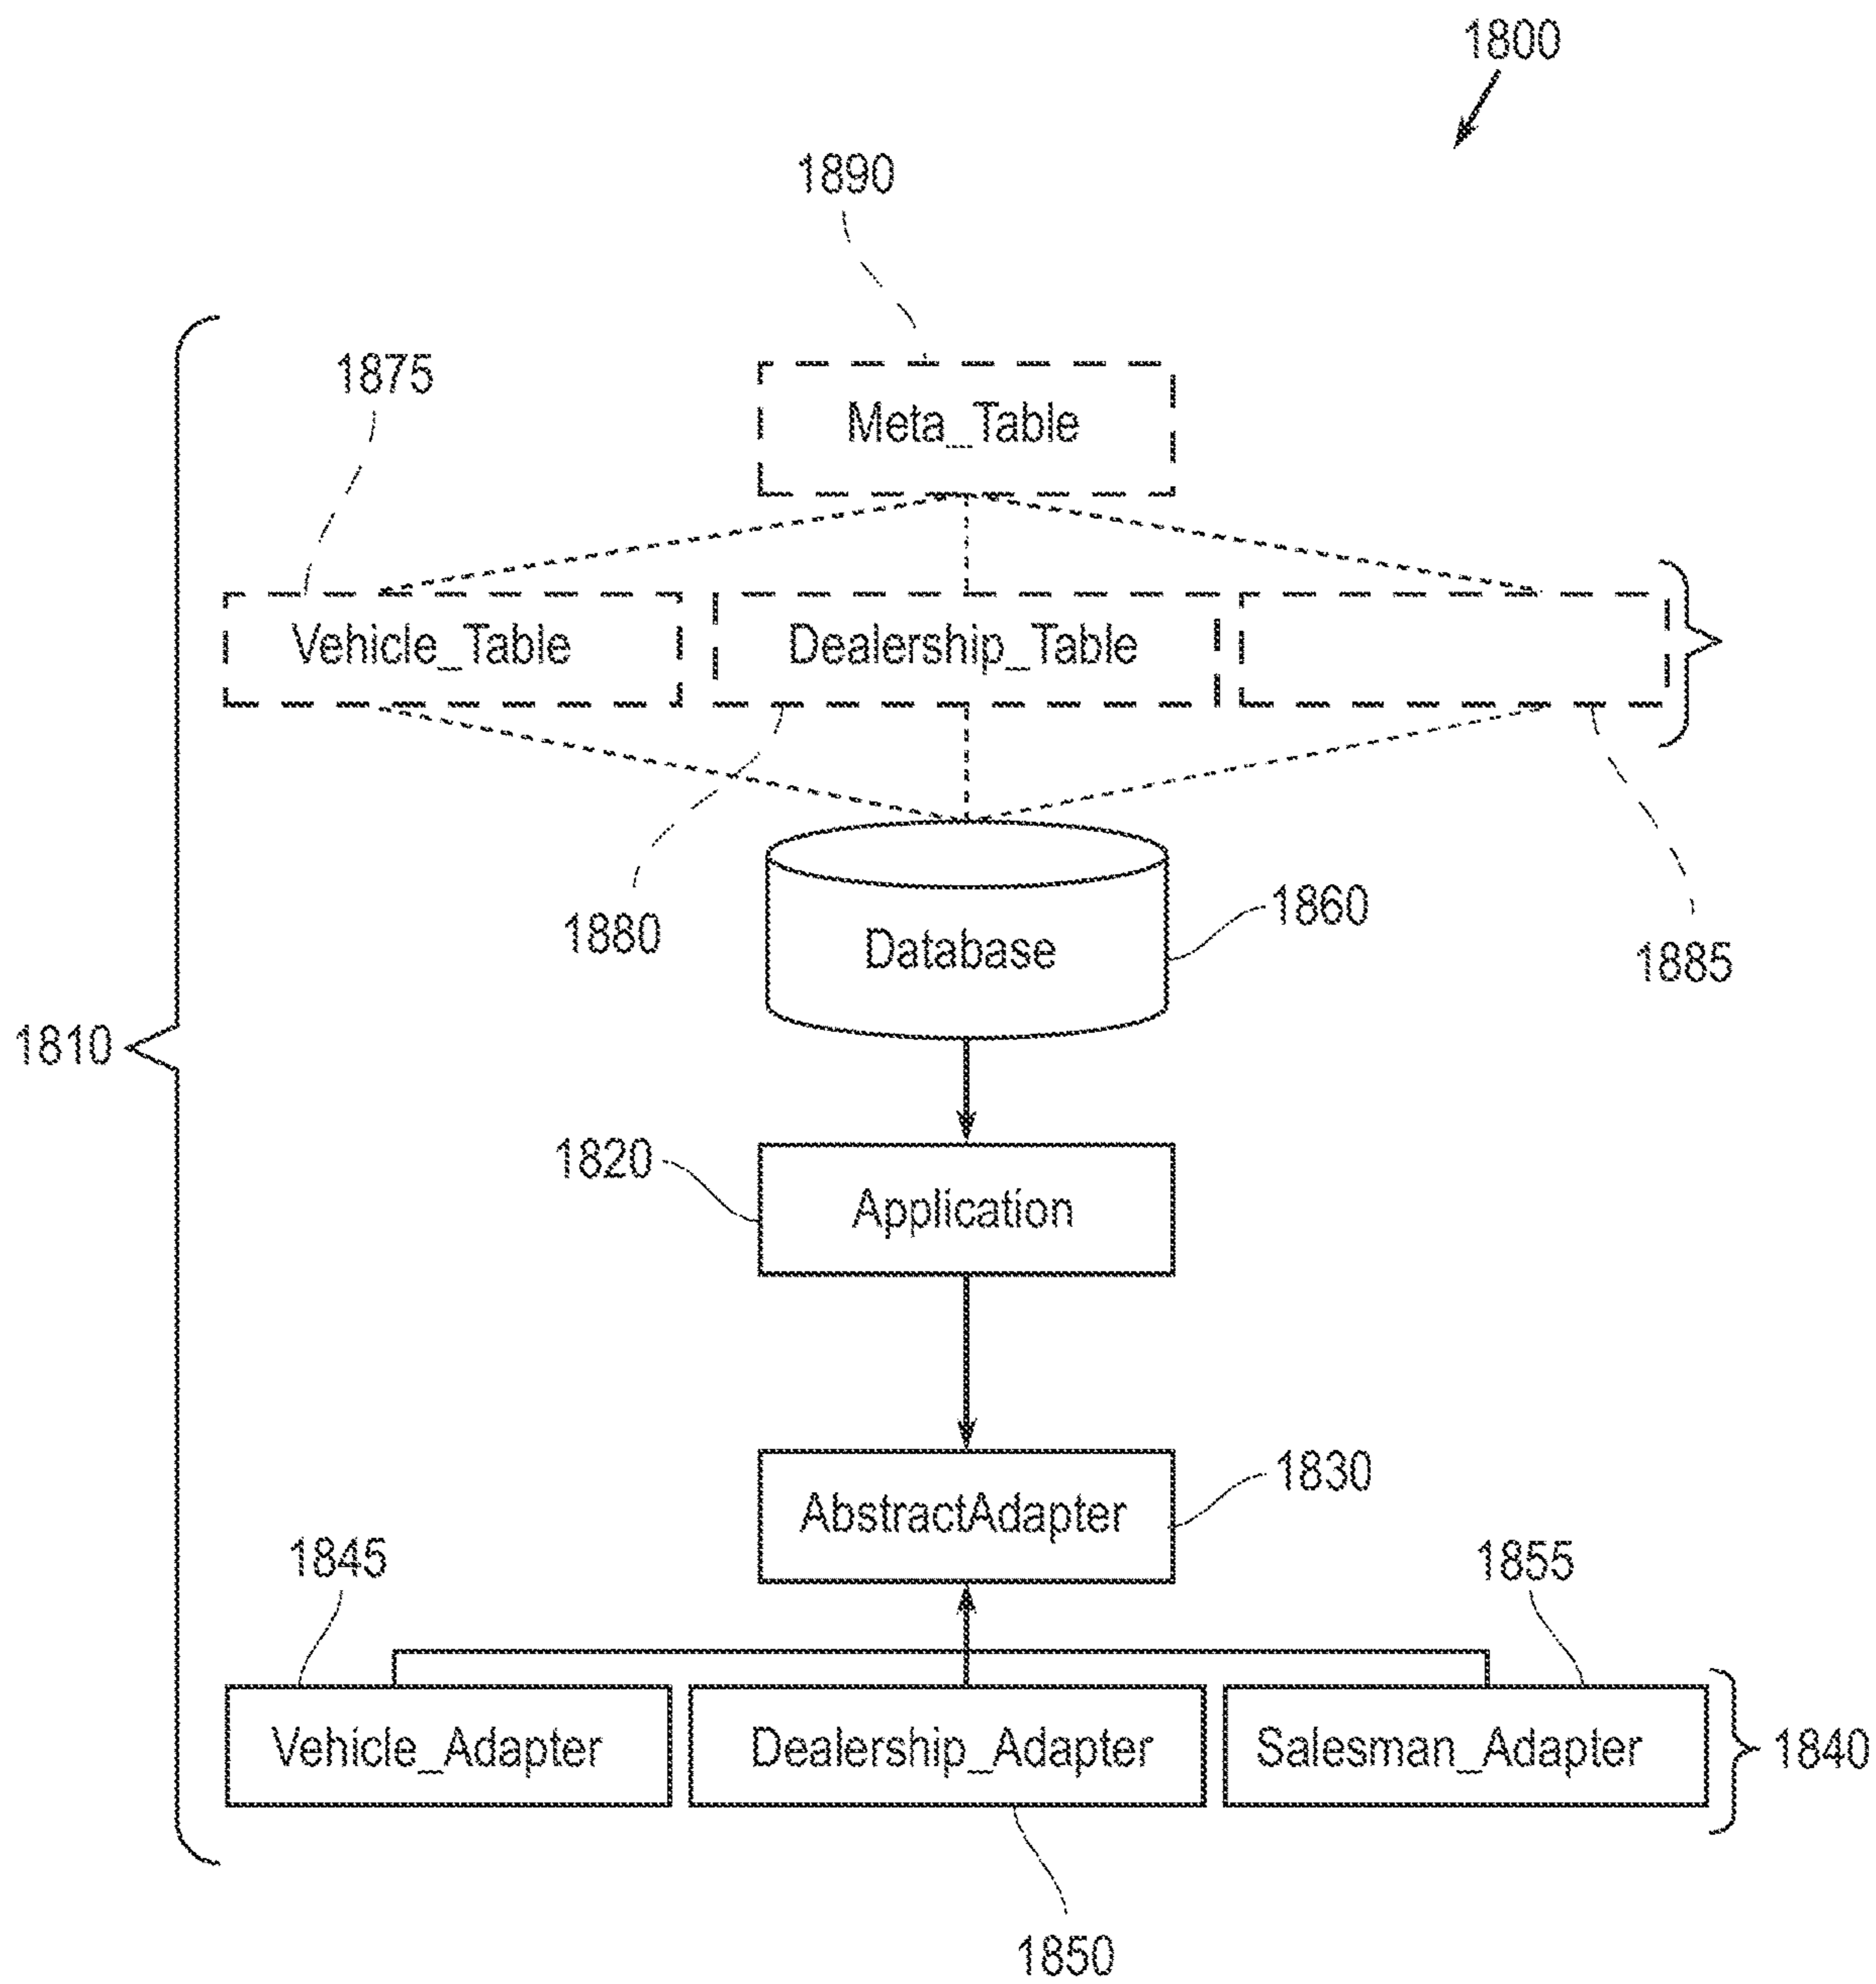 1800
1890
1875
Meta_Table
Vehicle_Table
Dealership_Table
1880
1860
Database
1885
1810
1820
Application
1830
AbstractAdapter
1845
1855
Vehicle_Adapter
Dealership_Adapter
Salesman_Adapter
1840
1850